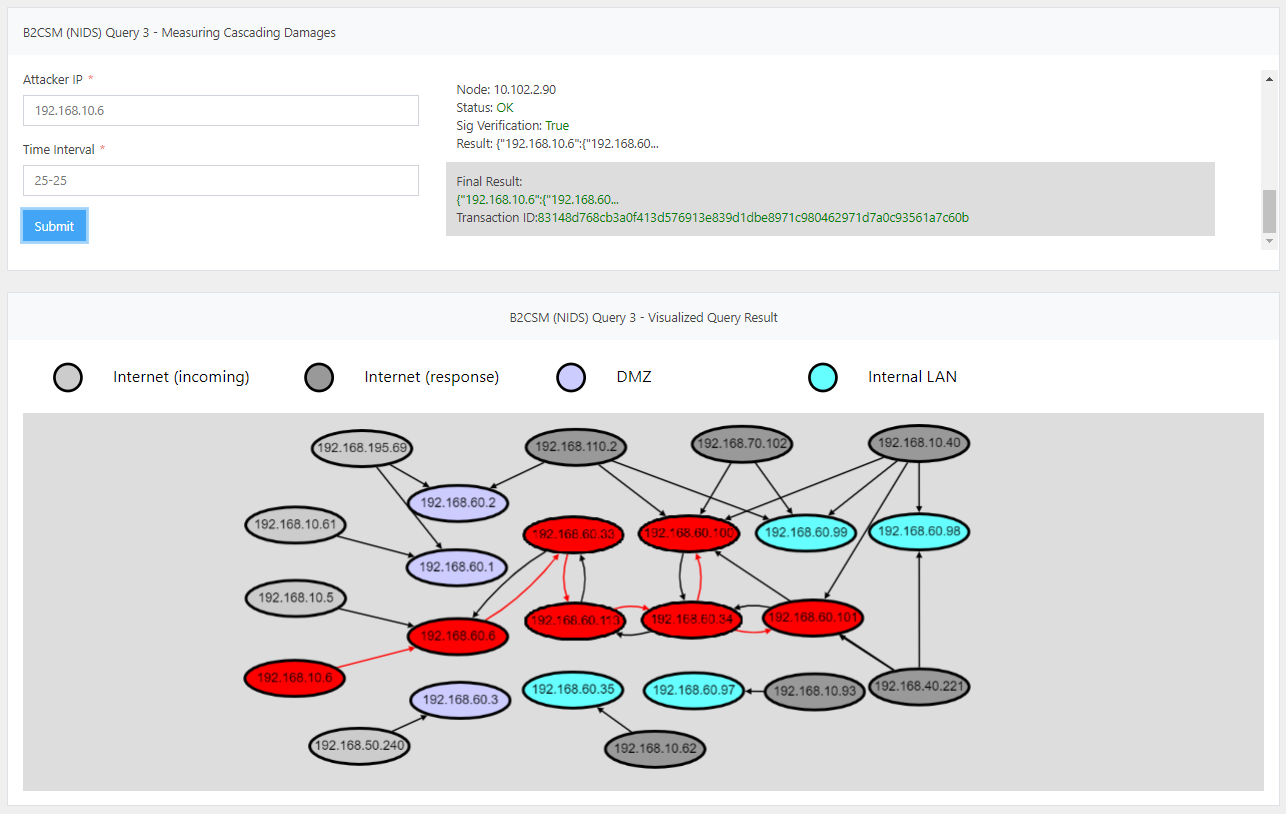 B2CSM (NIDS) Query 3 - Measuring Cascading Damages
Attacker IP *
192.168.10.6
Time Interval *
25-25
Submit
Node: 10.102.2.90
Status: OK
Sig Verification: True
Result: {"192.168.10.6":{"192.168.60...
Final Result:
{"192.168.10.6":{"192.168.60...
Transaction ID:83148d768cb3a0f413d576913e839d1dbe8971c980462971d7a0c93561a7c60b
B2CSM (NIDS) Query 3 - Visualized Query Result
Internet (incoming)
Internet (response)
DMZ
Internal LAN
192.168.195.69
192.168.110.2
192.168.70.102
192.168.10.40
192.168.60.2
192.168.10.61
192.168.60.33
192.168.60.100
192.168.60.99
192.168.60.98
192.168.60.1
192.168.10.5
192.168.60.6
192.168.60.113
192.168.60.34
192.168.60.101
192.168.10.6
192.168.60.3
192.168.60.35
192.168.60.97
192.168.10.93
192.168.40.221
192.168.50.240
192.168.10.62